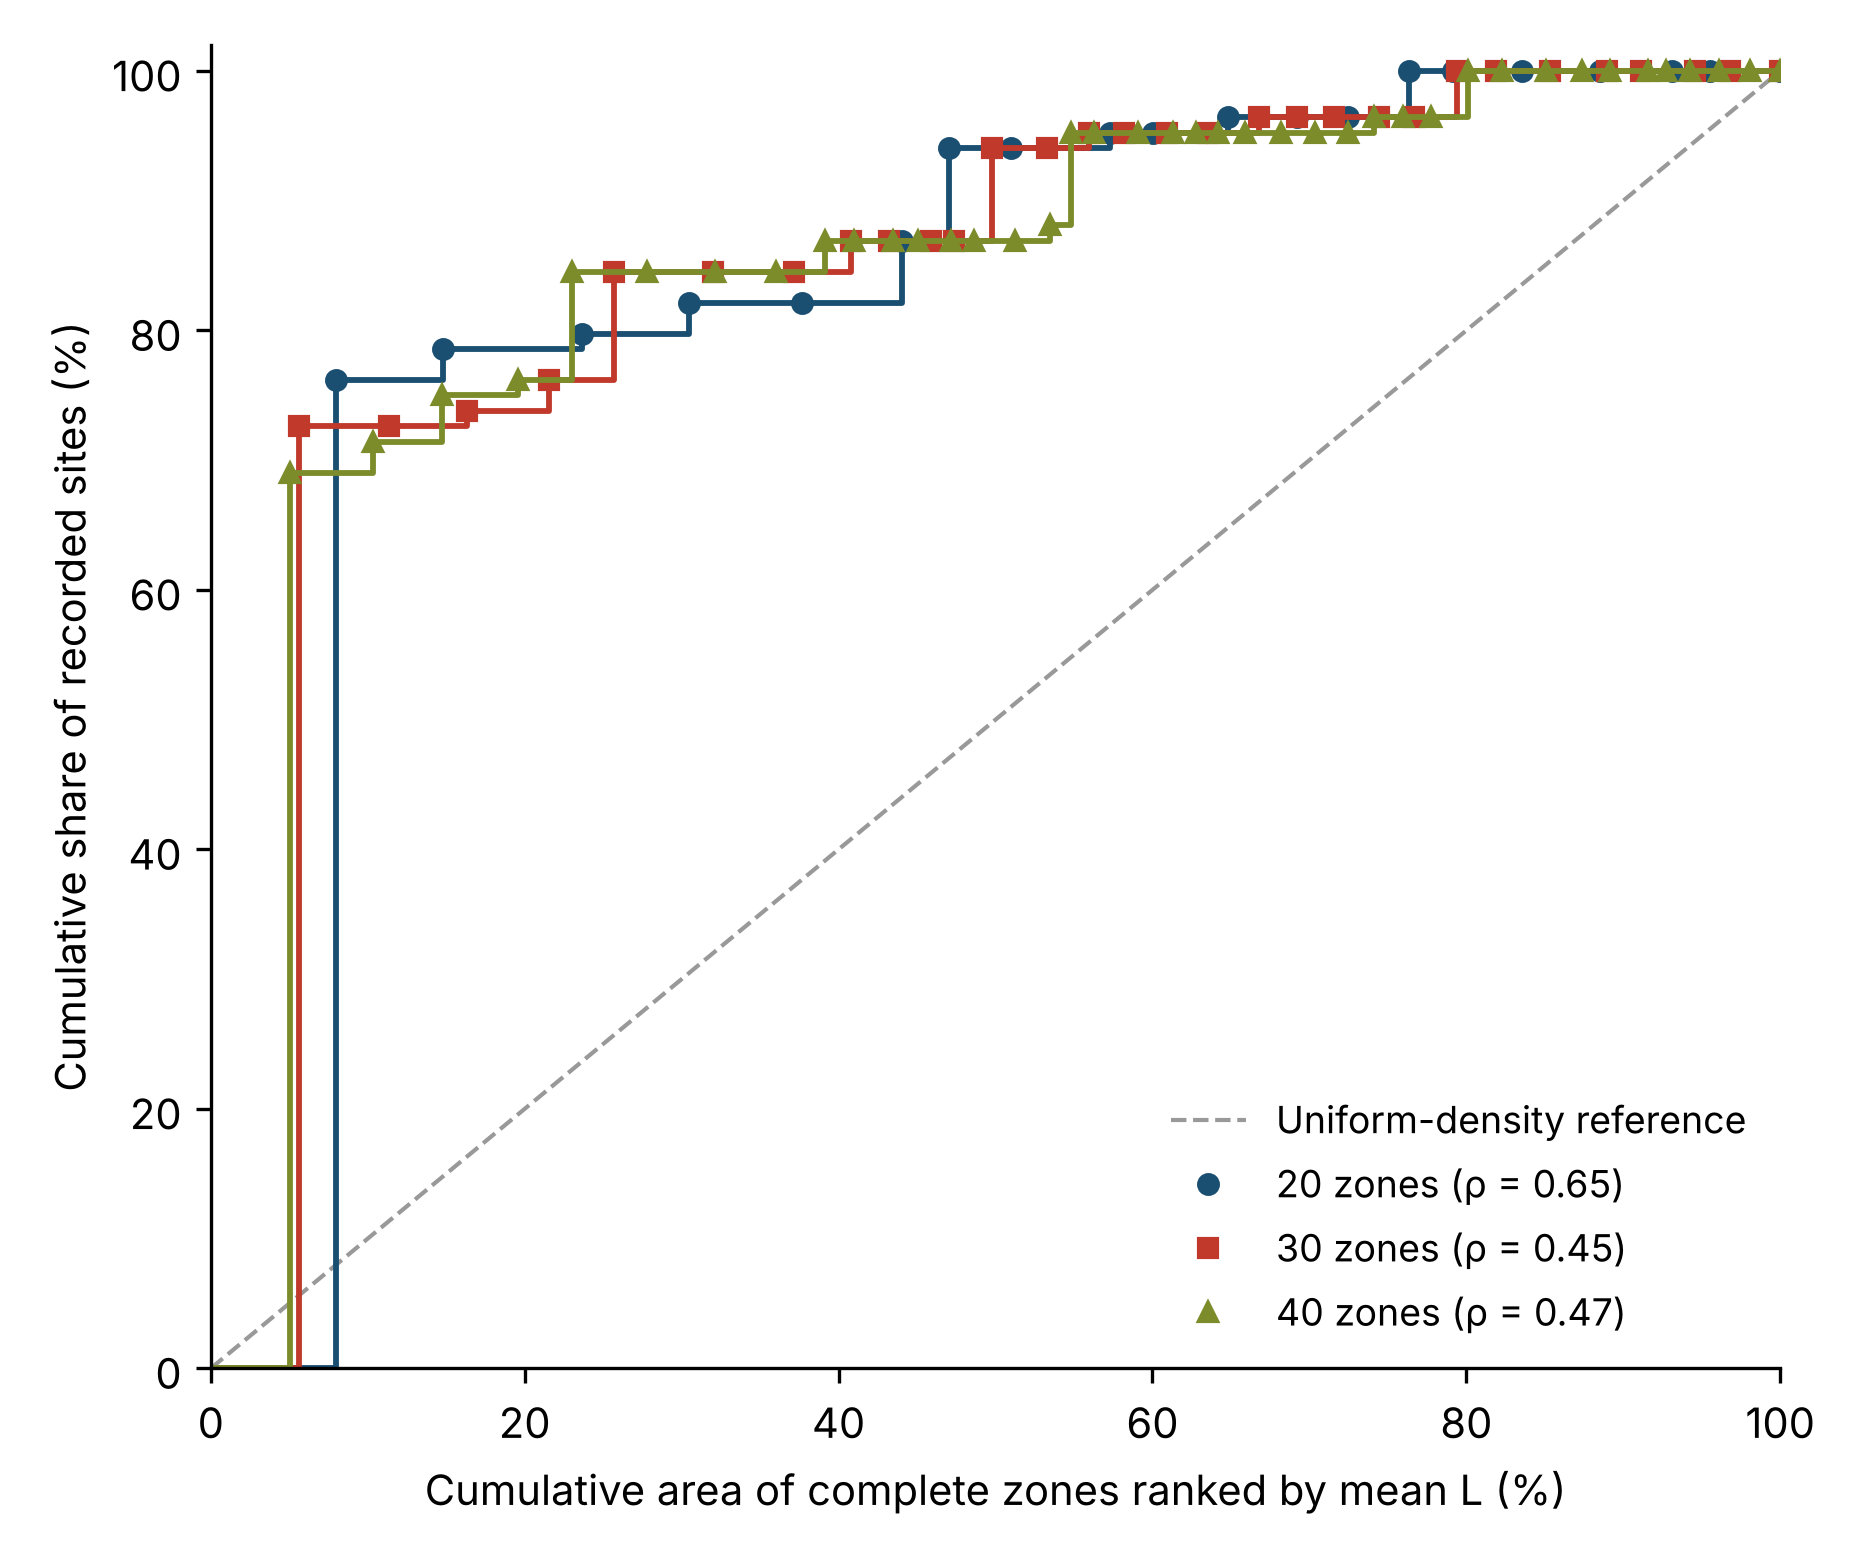 100
80
60
40
20
0
Cumulative share of recorded sites (%)
Uniform-density reference
20 zones (ρ = 0.65)
30 zones (ρ = 0.45)
40 zones (ρ = 0.47)
0 20 40 60 80 100
Cumulative area of complete zones ranked by mean L (%)